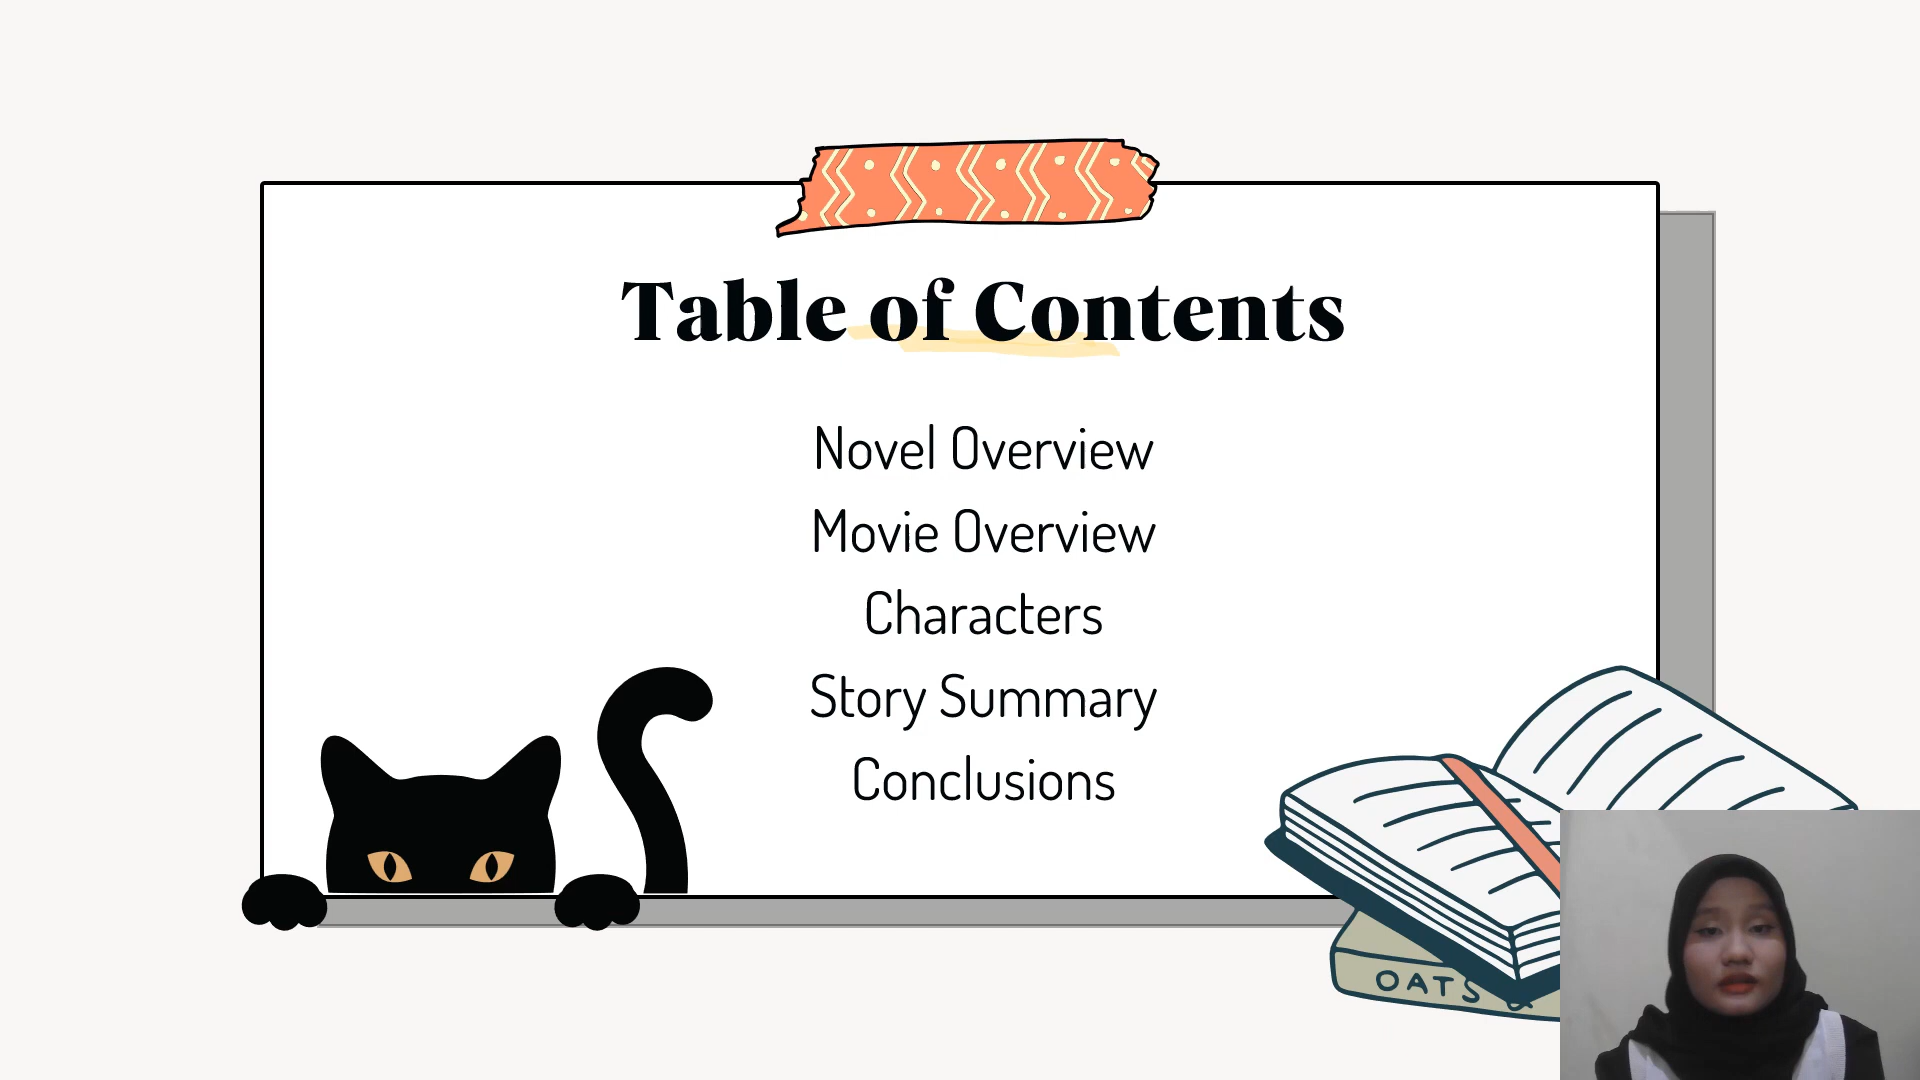 Table of Contents
Novel Overview
Movie Overview
Characters
Story Summary
Conclusions
OATS &